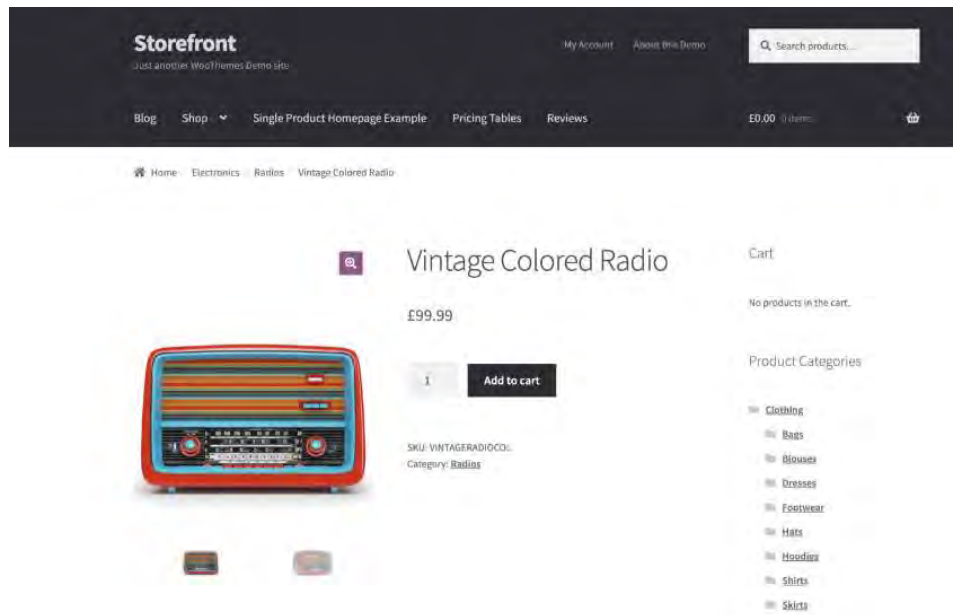 Storefront
Just another WooThemes Demo site
My Account About this Demo
Search products...
Blog Shop Single Product Homepage Example Pricing Tables Reviews
£0.00 0 items
Home Electronics Radios Vintage Colored Radio
Vintage Colored Radio
£99.99
1 Add to cart
SKU: VINTAGERADIOCOL.
Category: Radios
Cart
No products in the cart.
Product Categories
Clothing
Bags
Blouses
Dresses
Footwear
Hats
Hoodies
Shirts
Skirts